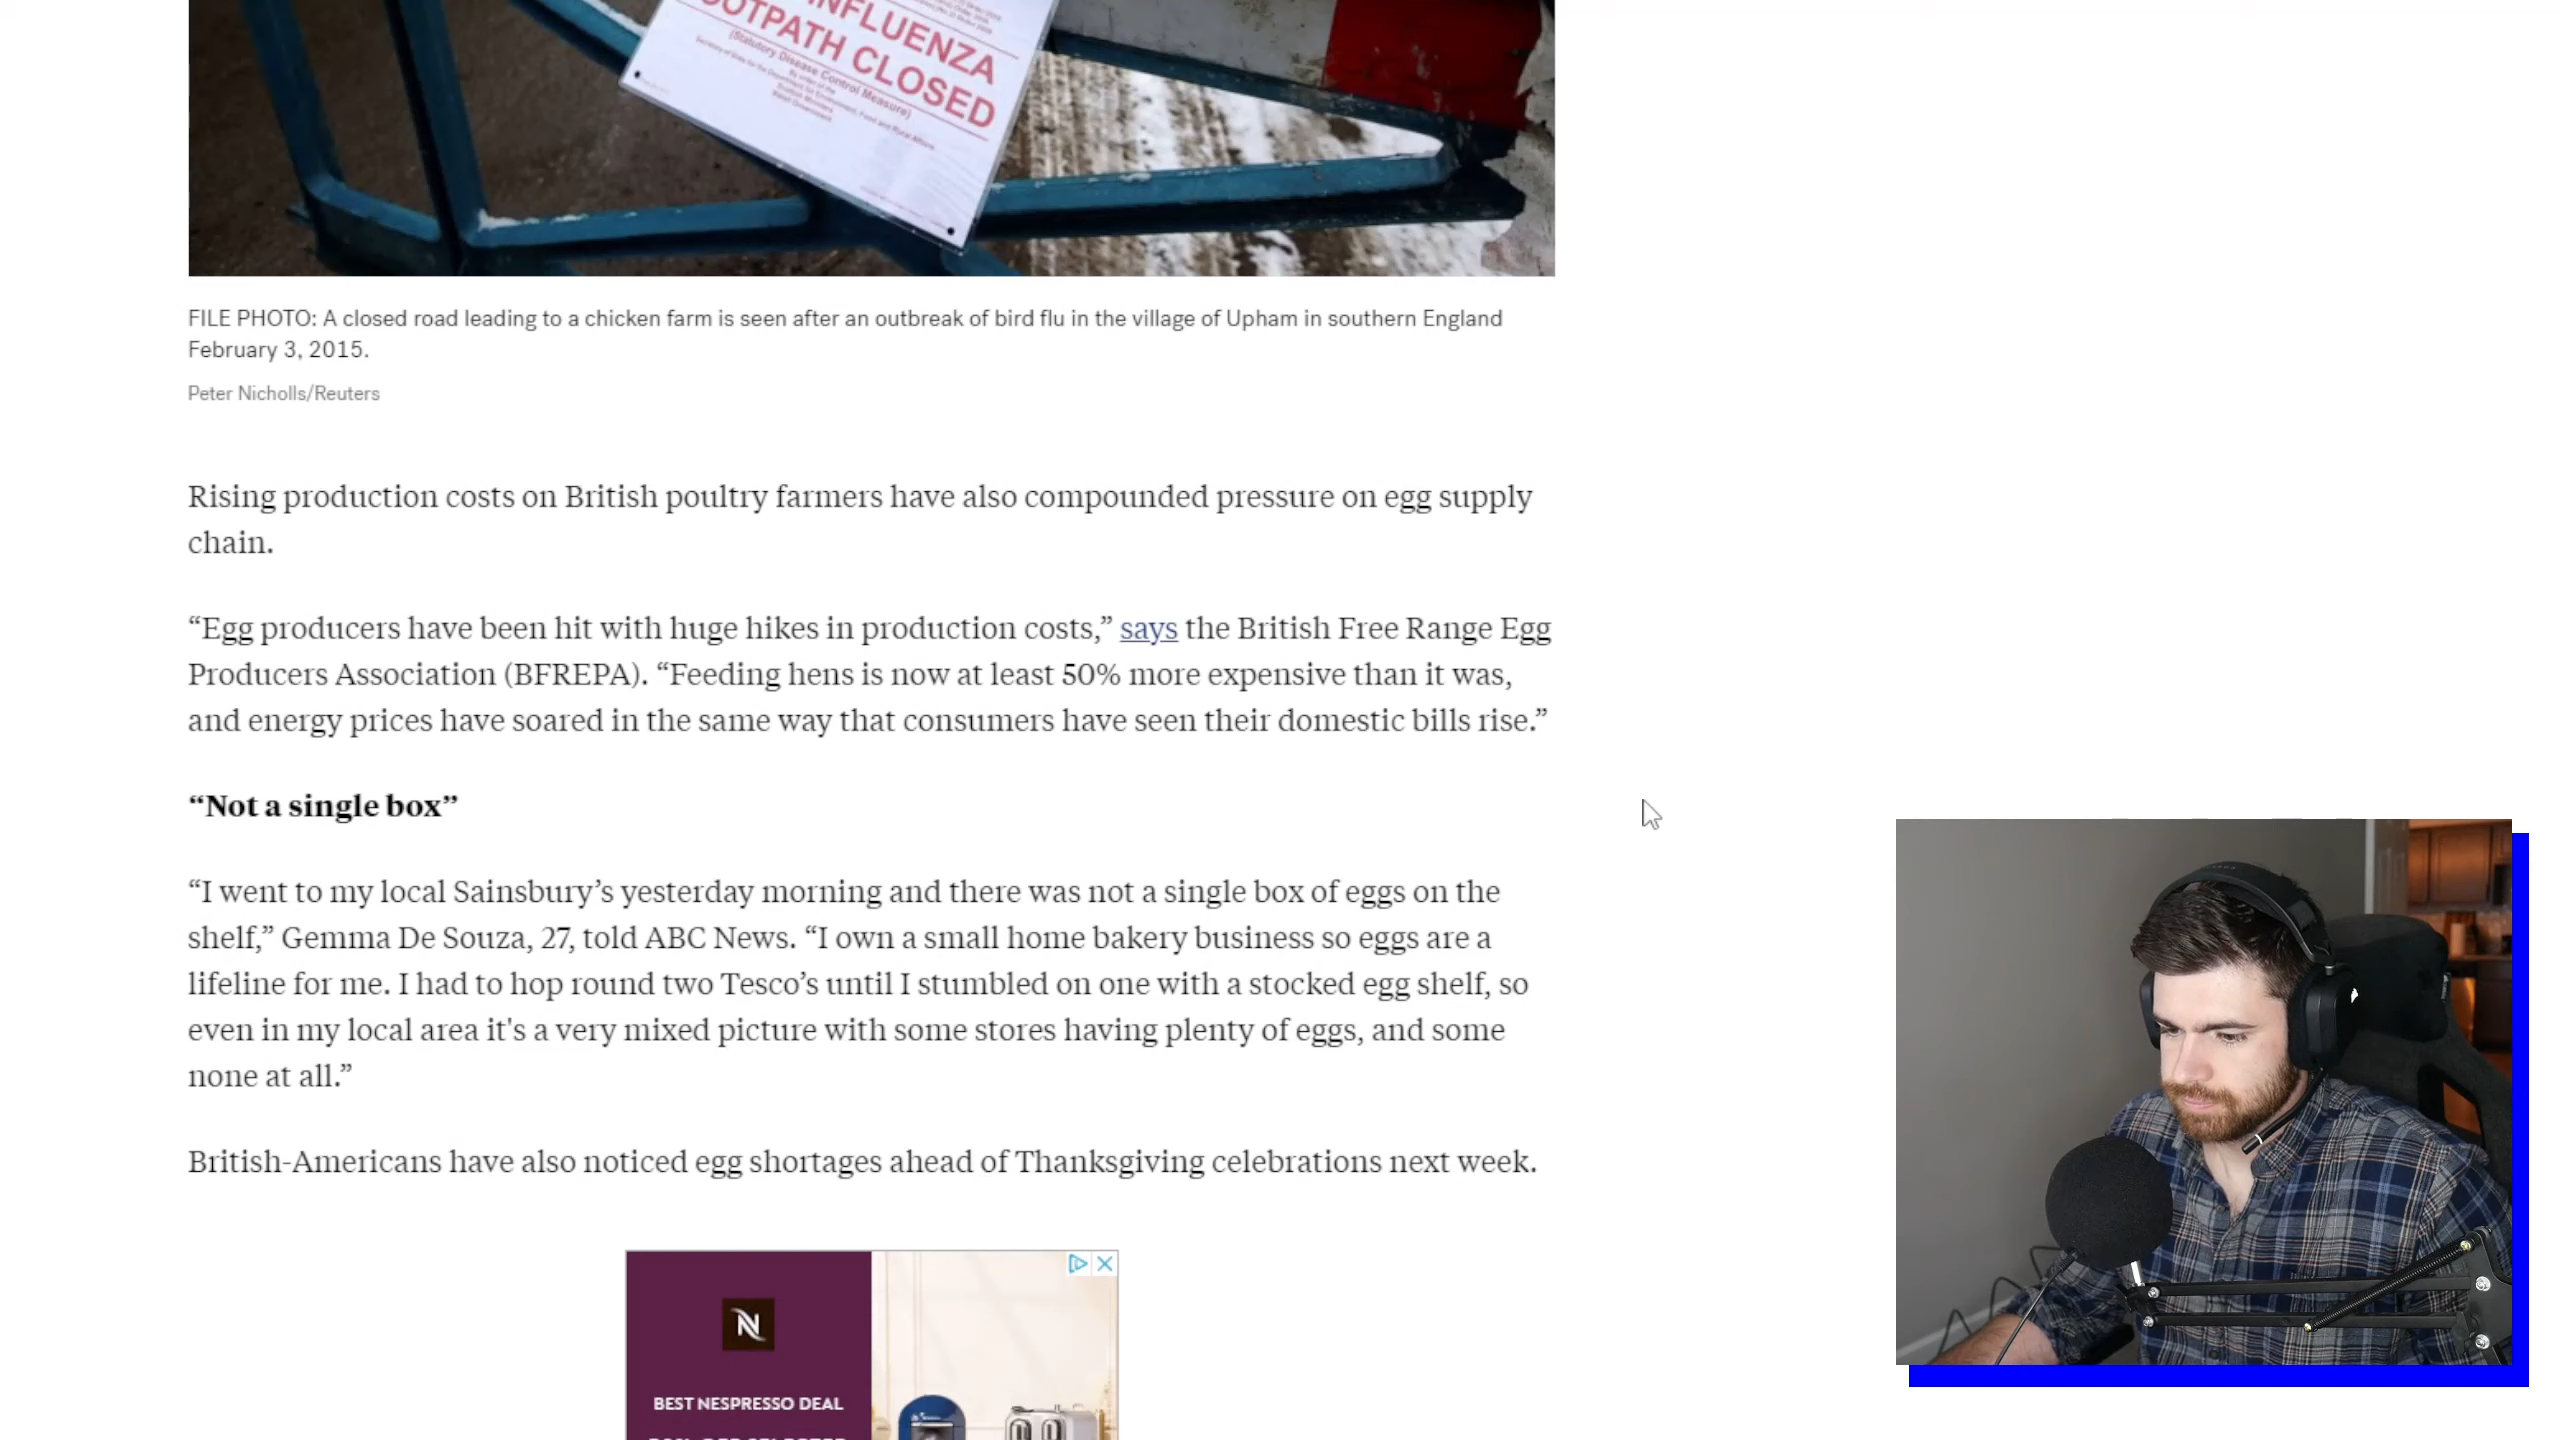 INFLUENZA
OTPATH CLOSED
(Statutory Disease Control Measure)
FILE PHOTO: A closed road leading to a chicken farm is seen after an outbreak of bird flu in the village of Upham in southern England
February 3, 2015.
Peter Nicholls/Reuters
Rising production costs on British poultry farmers have also compounded pressure on egg supply
chain.
“Egg producers have been hit with huge hikes in production costs,” says the British Free Range Egg
Producers Association (BFREPA). “Feeding hens is now at least 50% more expensive than it was,
and energy prices have soared in the same way that consumers have seen their domestic bills rise.”
“Not a single box”
“I went to my local Sainsbury’s yesterday morning and there was not a single box of eggs on the
shelf,” Gemma De Souza, 27, told ABC News. “I own a small home bakery business so eggs are a
lifeline for me. I had to hop round two Tesco’s until I stumbled on one with a stocked egg shelf, so
even in my local area it's a very mixed picture with some stores having plenty of eggs, and some
none at all.”
British-Americans have also noticed egg shortages ahead of Thanksgiving celebrations next week.
N
BEST NESPRESSO DEAL